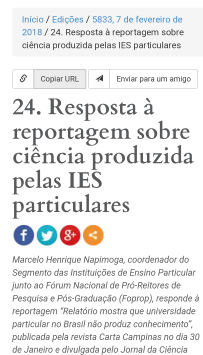 Início / Edições / 5833, 7 de fevereiro de
2018 / 24. Resposta à reportagem sobre
ciência produzida pelas IES particulares
Copiar URL
Enviar para um amigo
24. Resposta à
reportagem sobre
ciência produzida
pelas IES
particulares
Marcelo Henrique Napimoga, coordenador do
Segmento das Instituições de Ensino Particular
junto ao Fórum Nacional de Pró-Reitores de
Pesquisa e Pós-Graduação (Foprop), responde à
reportagem “Relatório mostra que universidade
particular no Brasil não produz conhecimento”,
publicada pela revista Carta Campinas no dia 30
de Janeiro e divulgada pelo Jornal da Ciência